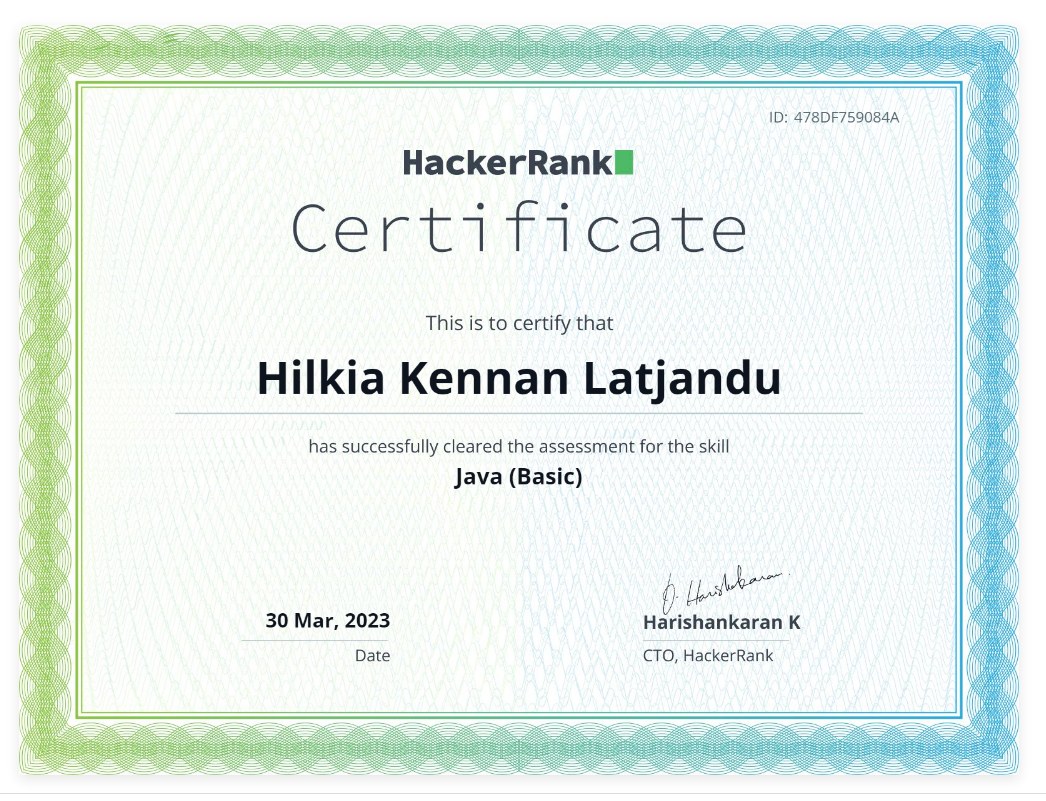 ID: 478DF759084A
HackerRank
Certificate
This is to certify that
Hilkia Kennan Latjandu
has successfully cleared the assessment for the skill
Java (Basic)
30 Mar, 2023
Date
H. Harishankaran
Harishankaran K
CTO, HackerRank